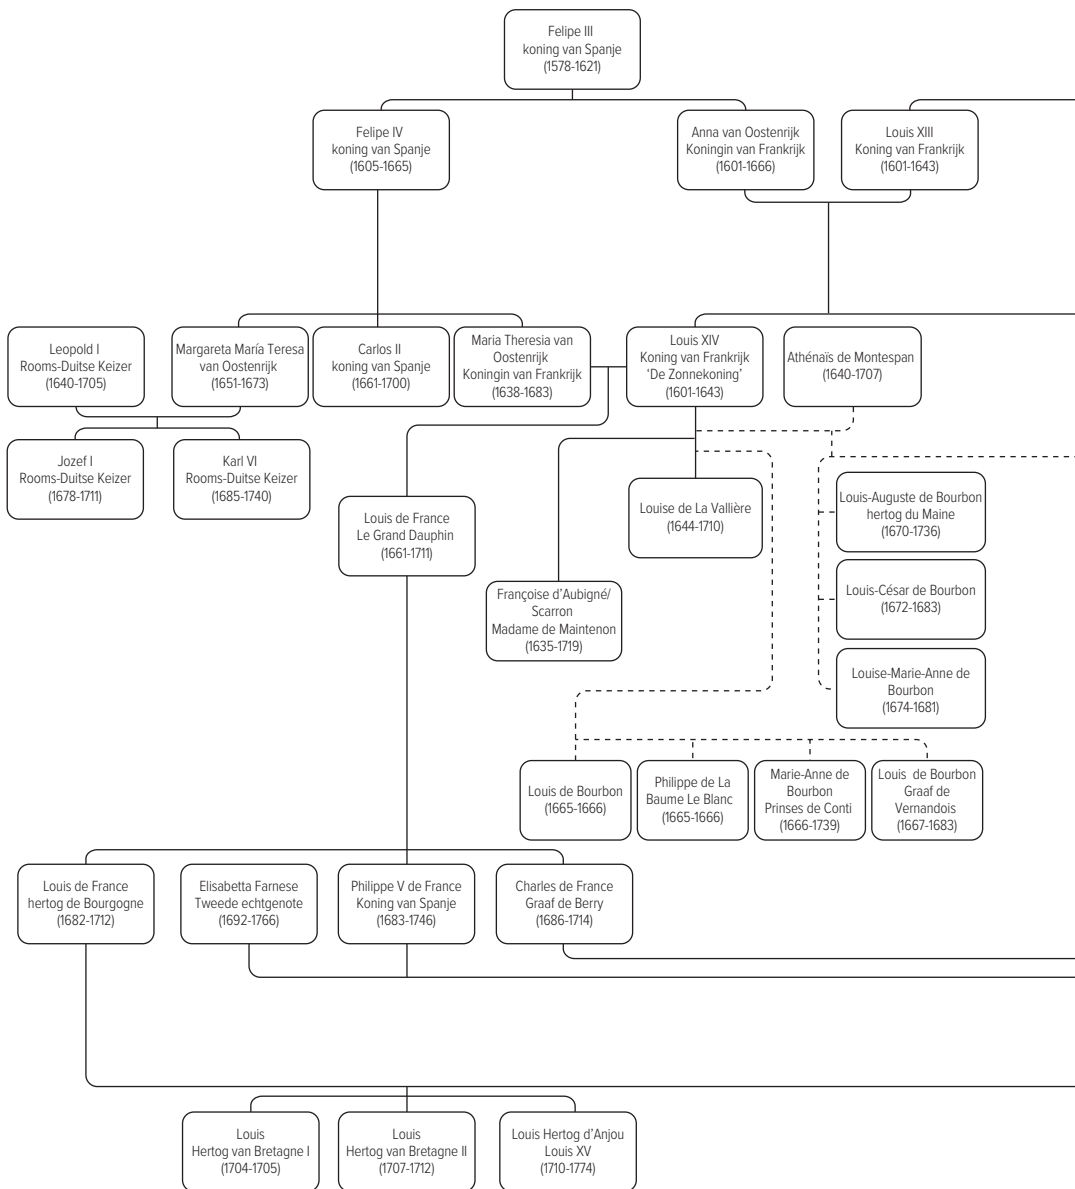 Felipe III
koning van Spanje
(1578-1621)
Felipe IV
koning van Spanje
(1605-1665)
Anna van Oostenrijk
Koningin van Frankrijk
(1601-1666)
Louis XIII
Koning van Frankrijk
(1601-1643)
Leopold I
Rooms-Duitse Keizer
(1640-1705)
Margareta María Teresa
van Oostenrijk
(1651-1673)
Carlos II
koning van Spanje
(1661-1700)
Maria Theresia van
Oostenrijk
Koningin van Frankrijk
(1638-1683)
Louis XIV
Koning van Frankrijk
‘De Zonnekoning’
(1601-1643)
Athénaïs de Montespan
(1640-1707)
Jozef I
Rooms-Duitse Keizer
(1678-1711)
Karl VI
Rooms-Duitse Keizer
(1685-1740)
Louis de France
Le Grand Dauphin
(1661-1711)
Louise de La Vallière
(1644-1710)
Louis-Auguste de Bourbon
hertog du Maine
(1670-1736)
Françoise d’Aubigné/
Scarron
Madame de Maintenon
(1635-1719)
Louis-César de Bourbon
(1672-1683)
Louise-Marie-Anne de
Bourbon
(1674-1681)
Louis de Bourbon
(1665-1666)
Philippe de La
Baume Le Blanc
(1665-1666)
Marie-Anne de
Bourbon
Prinses de Conti
(1666-1739)
Louis de Bourbon
Graaf de
Vernandois
(1667-1683)
Louis de France
hertog de Bourgogne
(1682-1712)
Elisabetta Farnese
Tweede echtgenote
(1692-1766)
Philippe V de France
Koning van Spanje
(1683-1746)
Charles de France
Graaf de Berry
(1686-1714)
Louis
Hertog van Bretagne I
(1704-1705)
Louis
Hertog van Bretagne II
(1707-1712)
Louis Hertog d’Anjou
Louis XV
(1710-1774)